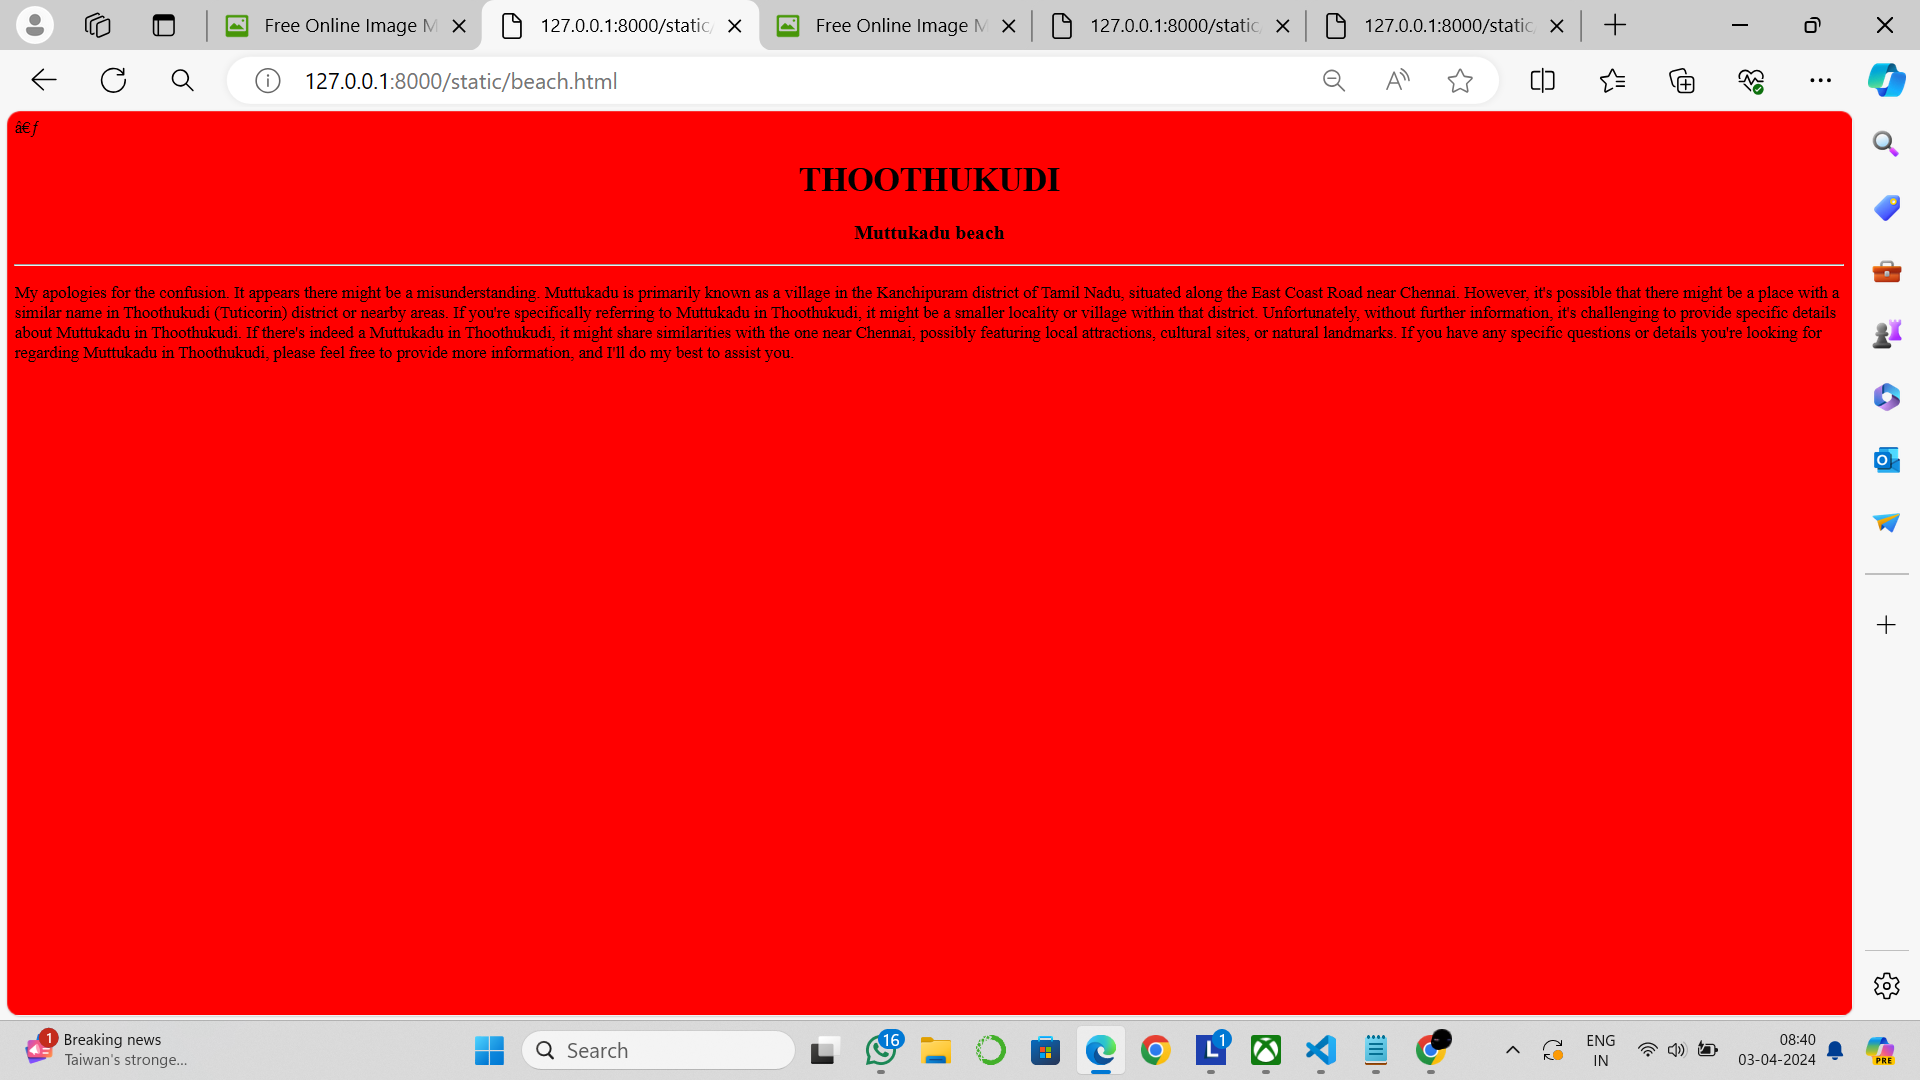 Free Online Image M
127.0.0.1:8000/static/
Free Online Image M
127.0.0.1:8000/static/
127.0.0.1:8000/static/
127.0.0.1:8000/static/beach.html
â€ƒ
THOOTHUKUDI
Muttukadu beach
My apologies for the confusion. It appears there might be a misunderstanding. Muttukadu is primarily known as a village in the Kanchipuram district of Tamil Nadu, situated along the East Coast Road near Chennai. However, it's possible that there might be a place with a
similar name in Thoothukudi (Tuticorin) district or nearby areas. If you're specifically referring to Muttukadu in Thoothukudi, it might be a smaller locality or village within that district. Unfortunately, without further information, it's challenging to provide specific details
about Muttukadu in Thoothukudi. If there's indeed a Muttukadu in Thoothukudi, it might share similarities with the one near Chennai, possibly featuring local attractions, cultural sites, or natural landmarks. If you have any specific questions or details you're looking for
regarding Muttukadu in Thoothukudi, please feel free to provide more information, and I'll do my best to assist you.
1
Breaking news
Taiwan's stronge...
Search
16
1
ENG
IN
08:40
03-04-2024
PRE